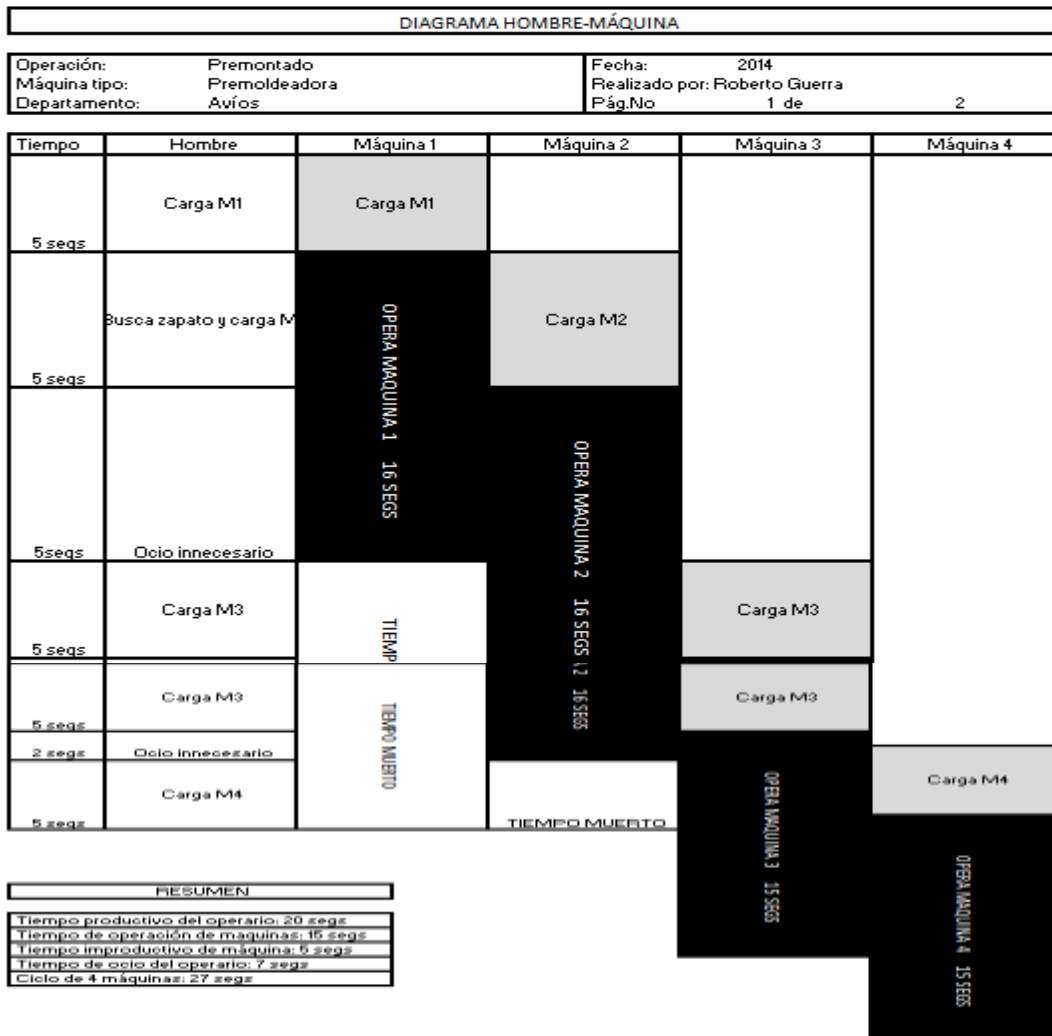 DIAGRAMA HOMBRE-MÁQUINA
Operación: Premontado Fecha: 2014
Máquina tipo: Premoldeadora Realizado por: Roberto Guerra
Departamento: Avíos Pág.No 1 de 2
Tiempo Hombre Máquina 1 Máquina 2 Máquina 3 Máquina 4
Carga M1 Carga M1
5 segs
Busca zapato y carga M Carga M2
5 segs
OPERA MAQUINA 1 16 SEGS
OPERA MAQUINA 2 16 SEGS
5segs Ocio innecesario
Carga M3 Carga M3
5 segs
TIEMP
Carga M3 Carga M3
5 segs
16 SEGS
TIEMPO MUERTO
2 segs Ocio innecesario
Carga M4 Carga M4
5 segs TIEMPO MUERTO
OPERA MAQUINA 3 15 SEGS
OPERA MAQUINA 4 15 SEGS
RESUMEN
Tiempo productivo del operario: 20 segs
Tiempo de operación de maquinas: 15 segs
Tiempo improductivo de máquina: 5 segs
Tiempo de ocio del operario: 7 segs
Ciclo de 4 máquinas: 27 segs